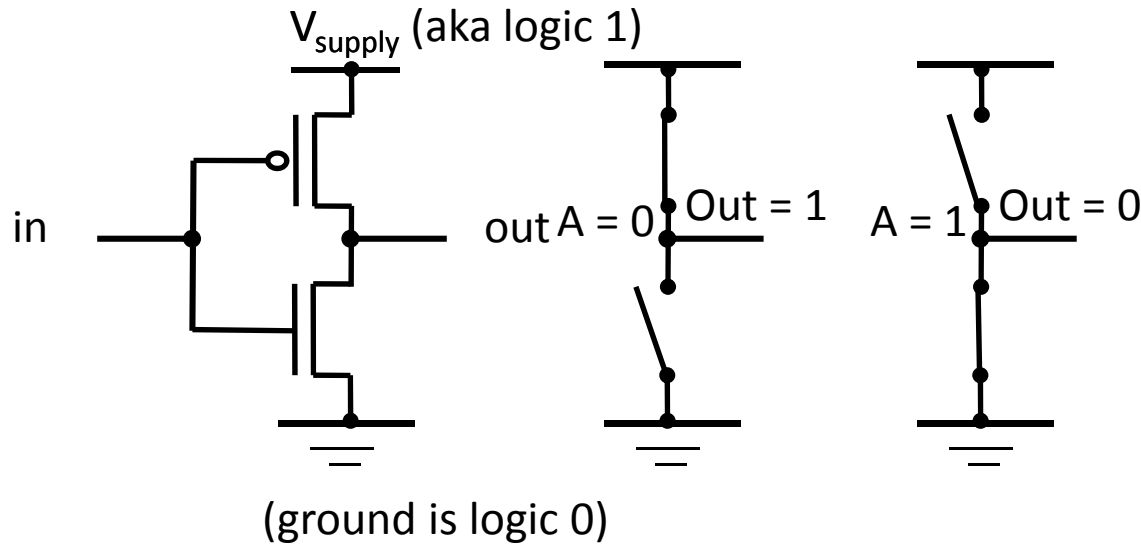 Vsupply (aka logic 1)
in
out
A = 0
Out = 1
A = 1
Out = 0
(ground is logic 0)